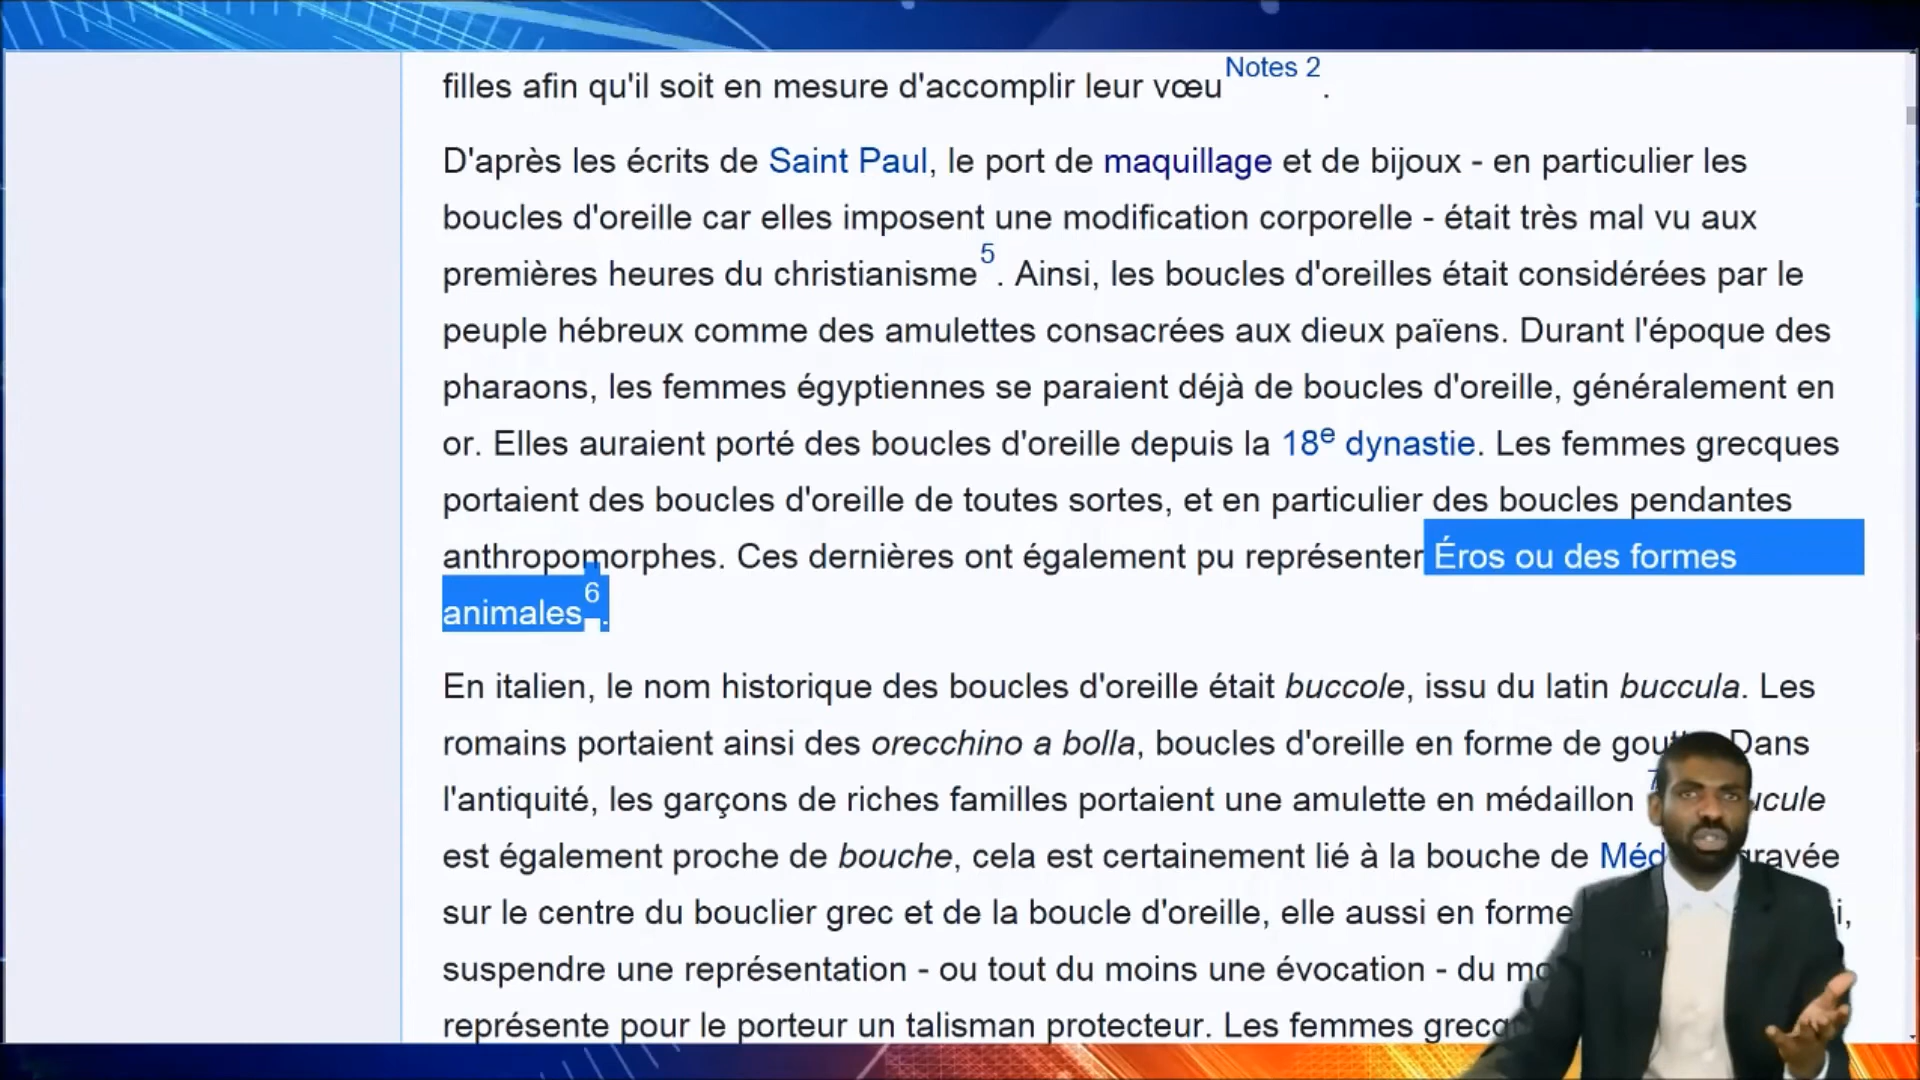 filles afin qu'il soit en mesure d'accomplir leur vœu Notes 2.
D'après les écrits de Saint Paul, le port de maquillage et de bijoux - en particulier les
boucles d'oreille car elles imposent une modification corporelle - était très mal vu aux
premières heures du christianisme 5. Ainsi, les boucles d'oreilles était considérées par le
peuple hébreux comme des amulettes consacrées aux dieux païens. Durant l'époque des
pharaons, les femmes égyptiennes se paraient déjà de boucles d'oreille, généralement en
or. Elles auraient porté des boucles d'oreille depuis la 18e dynastie. Les femmes grecques
portaient des boucles d'oreille de toutes sortes, et en particulier des boucles pendantes
anthropomorphes. Ces dernières ont également pu représenter Éros ou des formes
animales 6.
En italien, le nom historique des boucles d'oreille était buccole, issu du latin buccula. Les
romains portaient ainsi des orecchino a bolla, boucles d'oreille en forme de Dans
l'antiquité, les garçons de riches familles portaient une amulette en médaillon
est également proche de bouche, cela est certainement lié à la bouche de gravée
sur le centre du bouclier grec et de la boucle d'oreille, elle aussi en forme
suspendre une représentation - ou tout du moins une évocation - du
représente pour le porteur un talisman protecteur. Les femmes